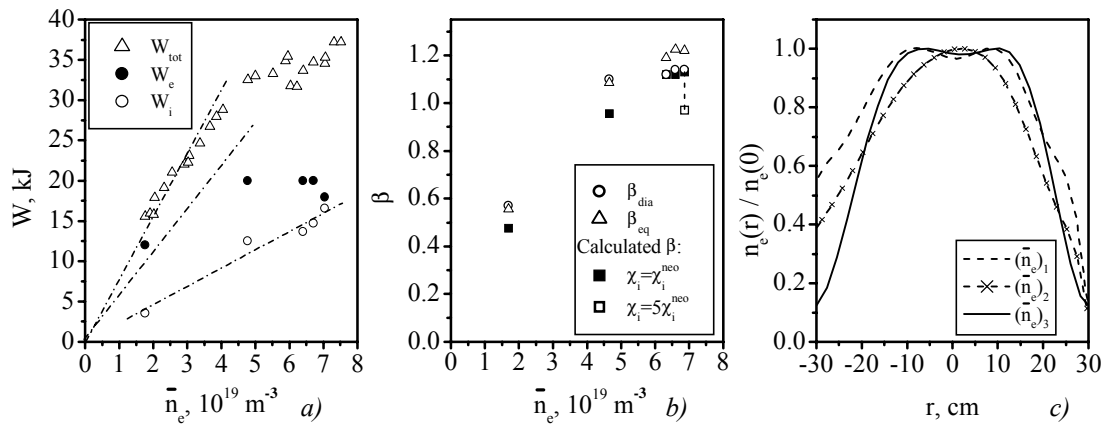 W, kJ
40
35
30
25
20
15
10
5
0
W_tot
W_e
W_i
0 1 2 3 4 5 6 7 8
n̄_e, 10^19 m^-3
a)
β
1.2
1.0
0.8
0.6
0.4
0.2
0.0
β_dia
β_eq
Calculated β:
χ_i=χ_i^neo
χ_i=5χ_i^neo
0 1 2 3 4 5 6 7 8
n̄_e, 10^19 m^-3
b)
n_e(r) / n_e(0)
1.0
0.8
0.6
0.4
0.2
0.0
(n̄_e)_1
(n̄_e)_2
(n̄_e)_3
-30 -20 -10 0 10 20 30
r, cm
c)